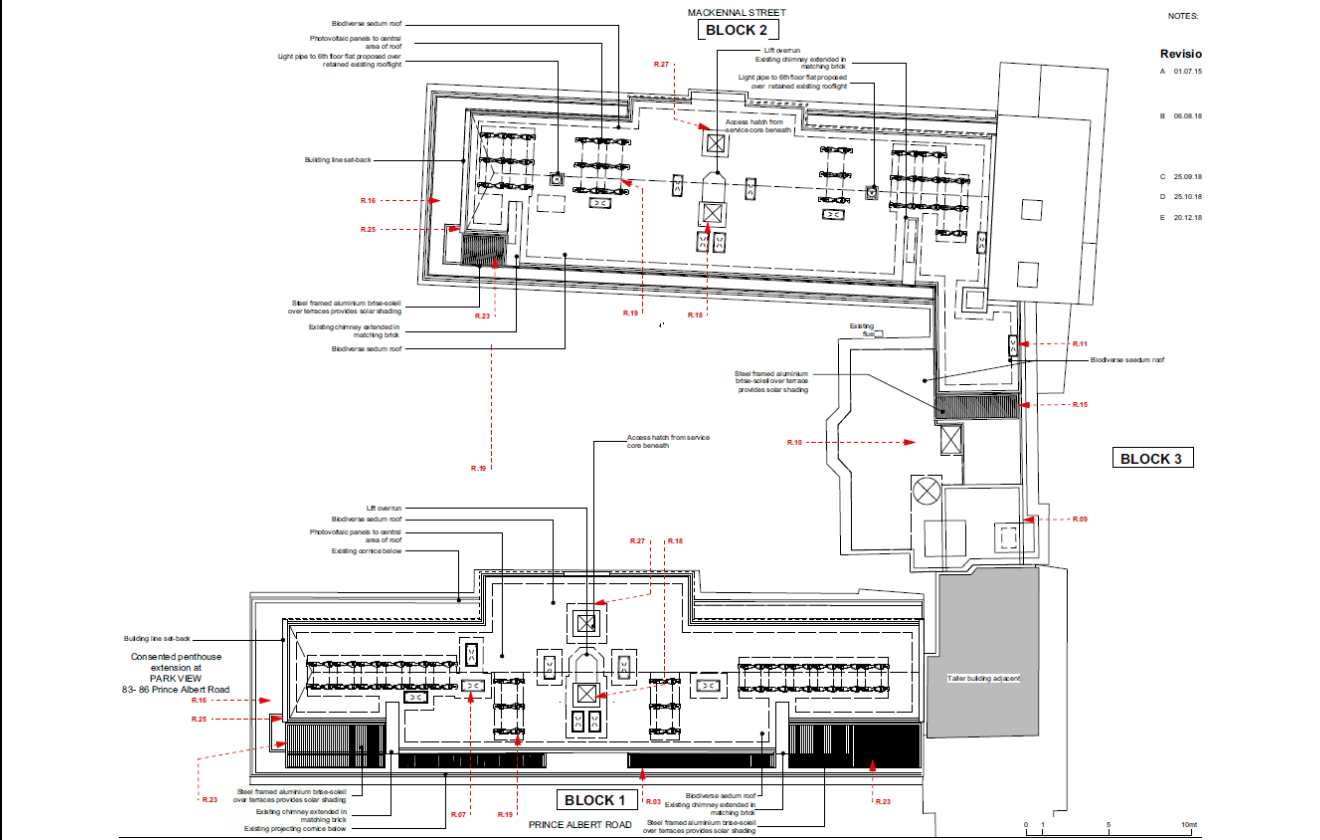 MACKENNAL STREET
BLOCK 2
NOTES:
Revisio
A 01.07.15
B 06.08.18
C 25.09.18
D 25.10.18
E 20.12.18
Biodiverse sedum roof
Photovoltaic panels to central
area of roof
Light pipe to 6th floor flat proposed over
retained existing rooflight
R.27
Lift overrun
Existing chimney extended in
matching brick
Light pipe to 6th floor flat proposed
over retained existing rooflight
Access hatch from
service core beneath
Building line set-back
R.16
R.25
Steel framed aluminium brise-soleil
over terraces provides solar shading
R.23
R.19
R.18
Existing chimney extended in
matching brick
Biodiverse sedum roof
Existing
flue
R.11
Biodiverse seedum roof
Steel framed aluminium
brise-soleil over terrace
provides solar shading
R.15
R.10
Access hatch from service
core beneath
R.19
BLOCK 3
R.09
Lift overrun
Biodiverse sedum roof
Photovoltaic panels to central
area of roof
Existing cornice below
R.27
R.18
Building line set-back
Consented penthouse
extension at
PARK VIEW
83- 86 Prince Albert Road
R.16
R.25
Taller building adjacent
R.23
Steel framed aluminium brise-soleil
over terraces provides solar shading
Existing chimney extended in
matching brick
Existing projecting cornice below
R.07
R.19
BLOCK 1
PRINCE ALBERT ROAD
R.03
Biodiverse sedum roof
Existing chimney extended in
matching brick
Steel framed aluminium brise-soleil
over terraces provides solar shading
R.23
0 1 5 10mt